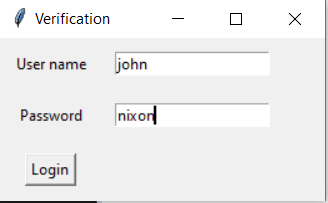 Verification
User name john
Password nixon
Login